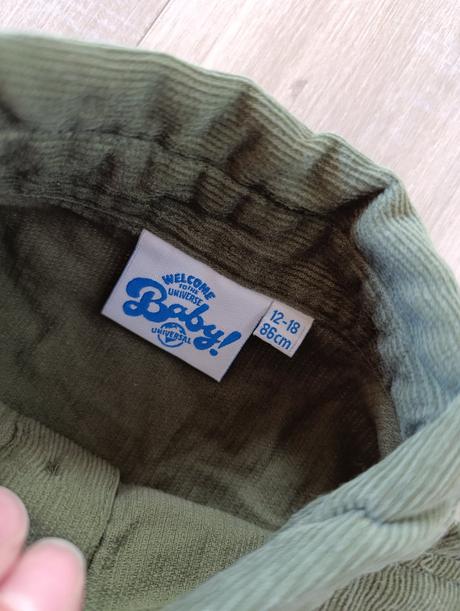 WELCOME
TO THE
UNIVERSE
Baby!
UNIVERSAL
12-18
86cm